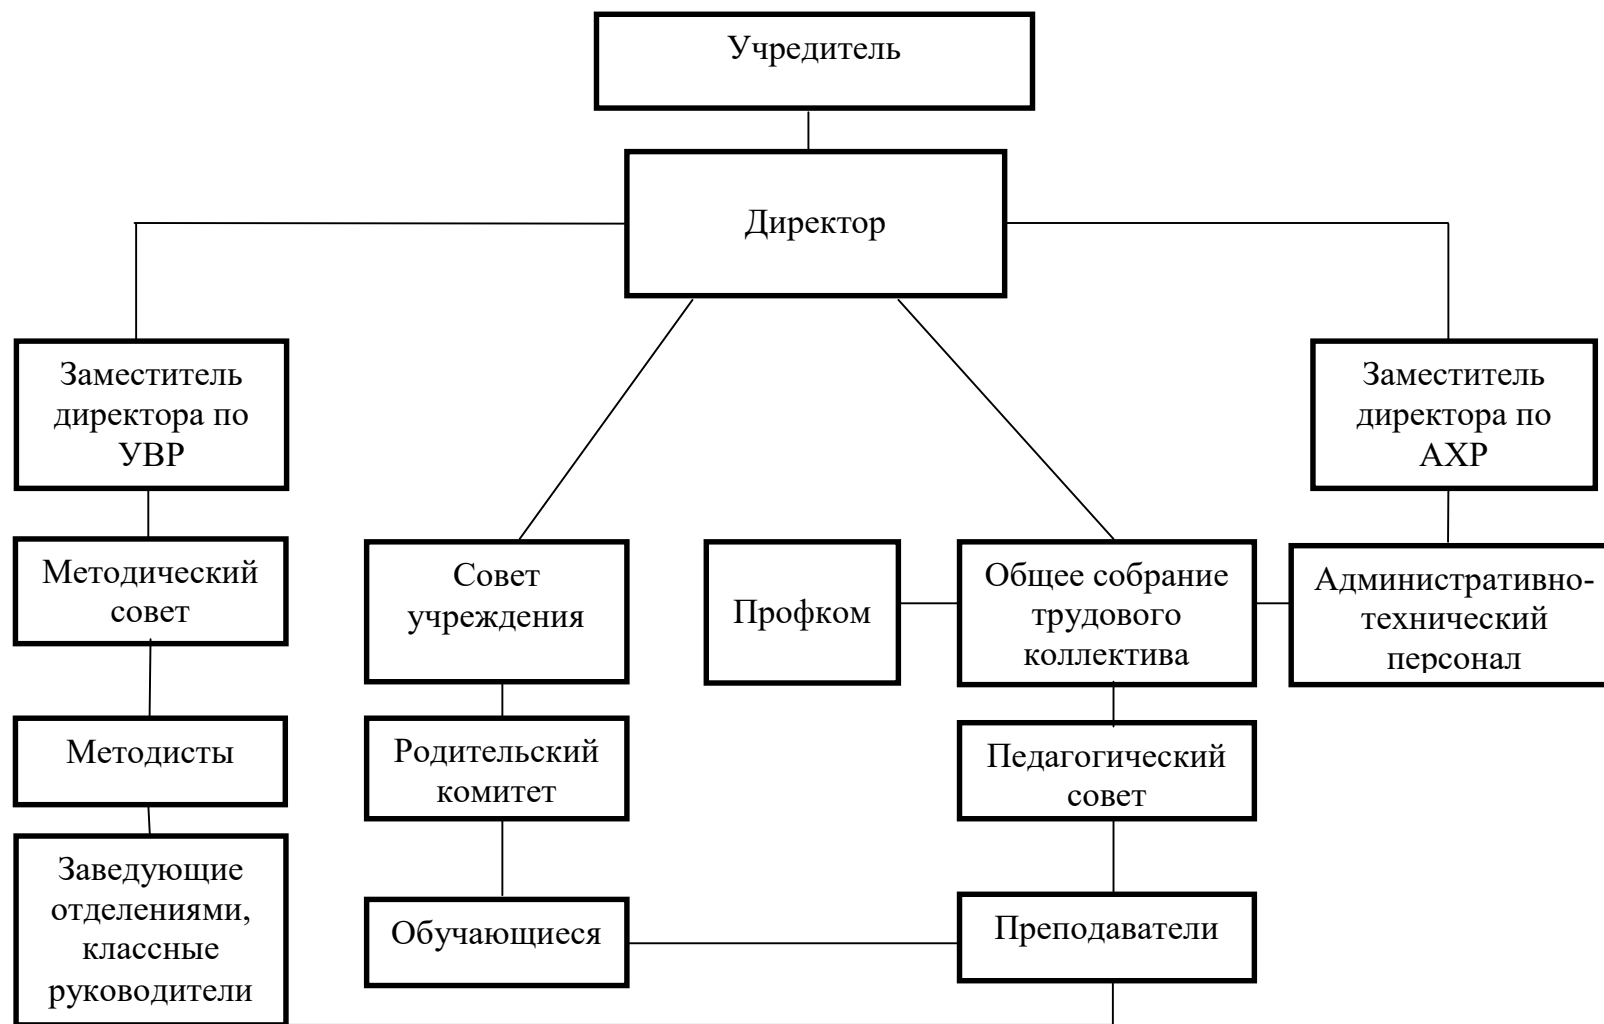 Учредитель
Директор
Заместитель
директора по
УВР
Заместитель
директора по
АХР
Методический
совет
Совет
учреждения
Профком
Общее собрание
трудового
коллектива
Административно-
технический
персонал
Методисты
Родительский
комитет
Педагогический
совет
Заведующие
отделениями,
классные
руководители
Обучающиеся
Преподаватели